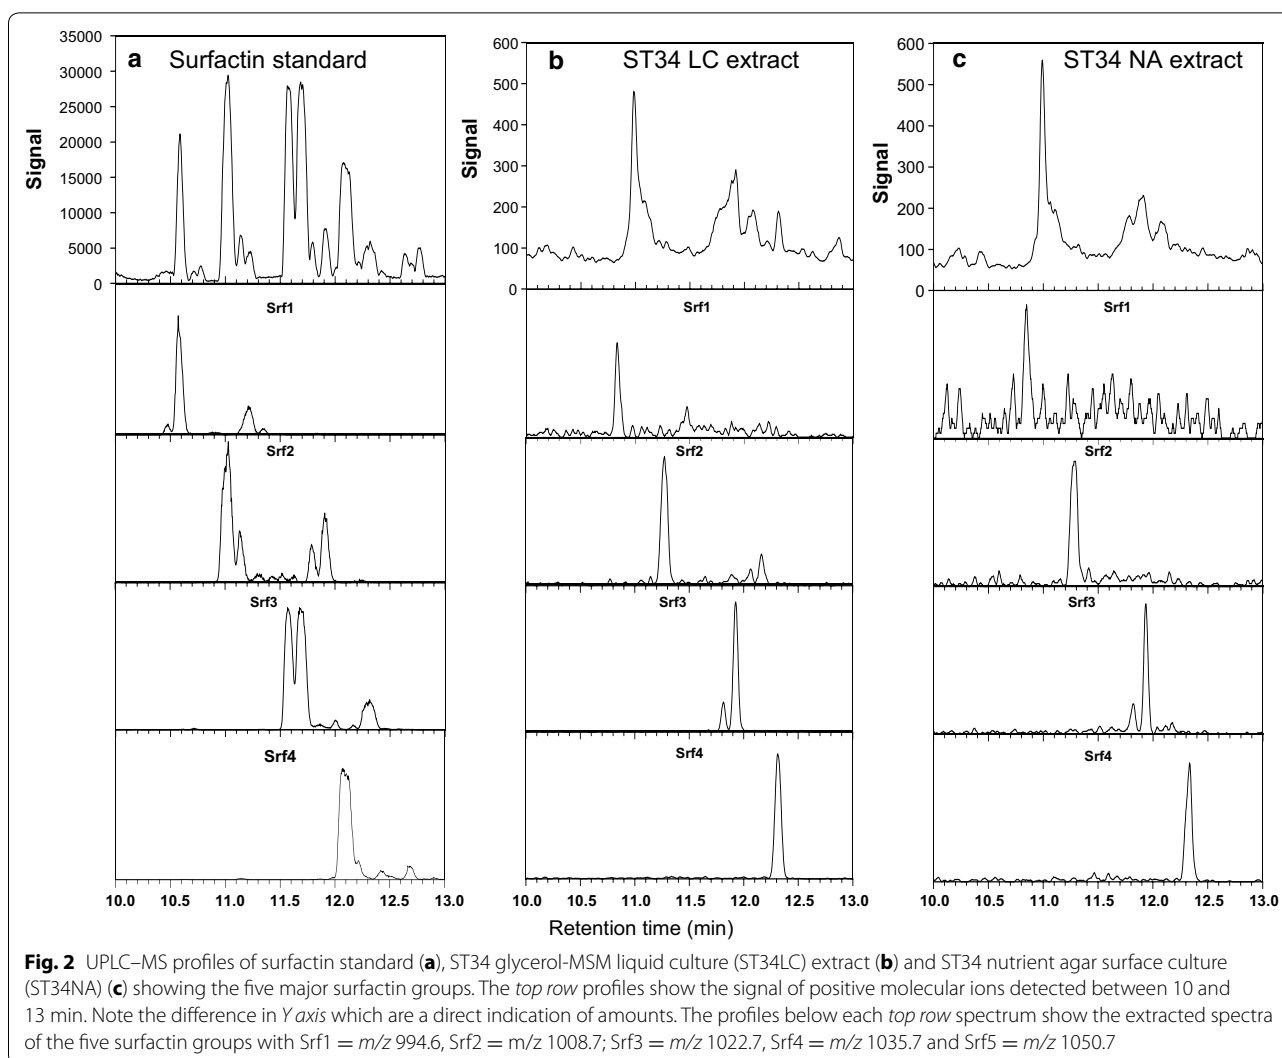 a Surfactin standard
35000
30000
25000
20000
15000
10000
5000
0
Signal
b ST34 LC extract
600
500
400
300
200
100
0
Signal
c ST34 NA extract
600
500
400
300
200
100
0
Signal
Srf1 Srf1 Srf1
Srf2 Srf2 Srf2
Srf3 Srf3 Srf3
Srf4 Srf4 Srf4
10.0 10.5 11.0 11.5 12.0 12.5 13.0 10.0 10.5 11.0 11.5 12.0 12.5 13.0 10.0 10.5 11.0 11.5 12.0 12.5 13.0
Retention time (min)
Fig. 2 UPLC–MS profiles of surfactin standard (a), ST34 glycerol-MSM liquid culture (ST34LC) extract (b) and ST34 nutrient agar surface culture
(ST34NA) (c) showing the five major surfactin groups. The top row profiles show the signal of positive molecular ions detected between 10 and
13 min. Note the difference in Y axis which are a direct indication of amounts. The profiles below each top row spectrum show the extracted spectra
of the five surfactin groups with Srf1 = m/z 994.6, Srf2 = m/z 1008.7; Srf3 = m/z 1022.7, Srf4 = m/z 1035.7 and Srf5 = m/z 1050.7